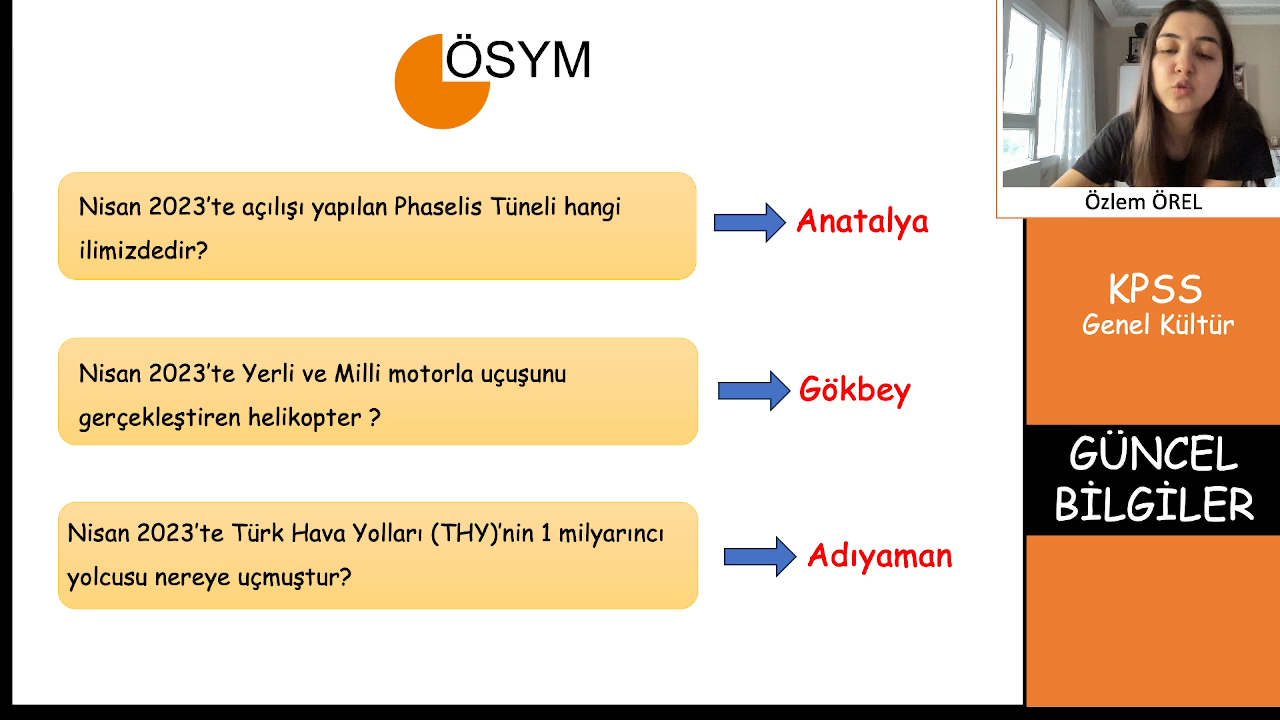 ÖSYM
Nisan 2023'te açılışı yapılan Phaselis Tüneli hangi
ilimizdedir?
Anatalya
Nisan 2023'te Yerli ve Milli motorla uçuşunu
gerçekleştiren helikopter ?
Gökbey
Nisan 2023'te Türk Hava Yolları (THY)'nin 1 milyarıncı
yolcusu nereye uçmuştur?
Adıyaman
Özlem ÖREL
KPSS
Genel Kültür
GÜNCEL
BİLGİLER